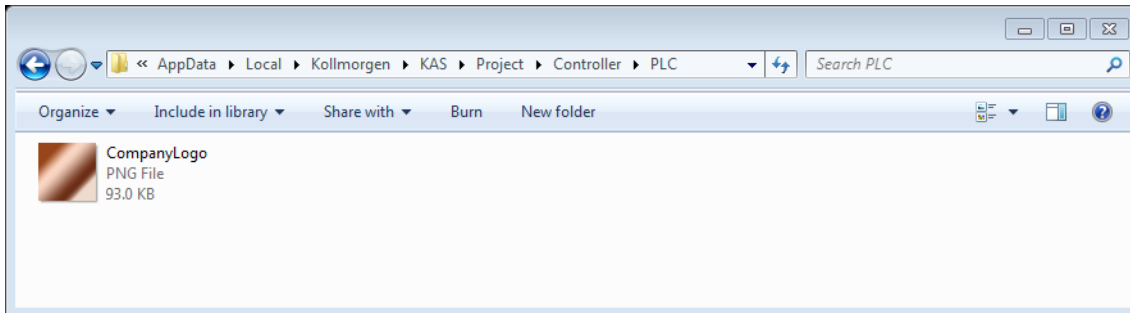 « AppData Local Kollmorgen KAS Project Controller PLC Search PLC
Organize Include in library Share with Burn New folder
CompanyLogo
PNG File
93.0 KB